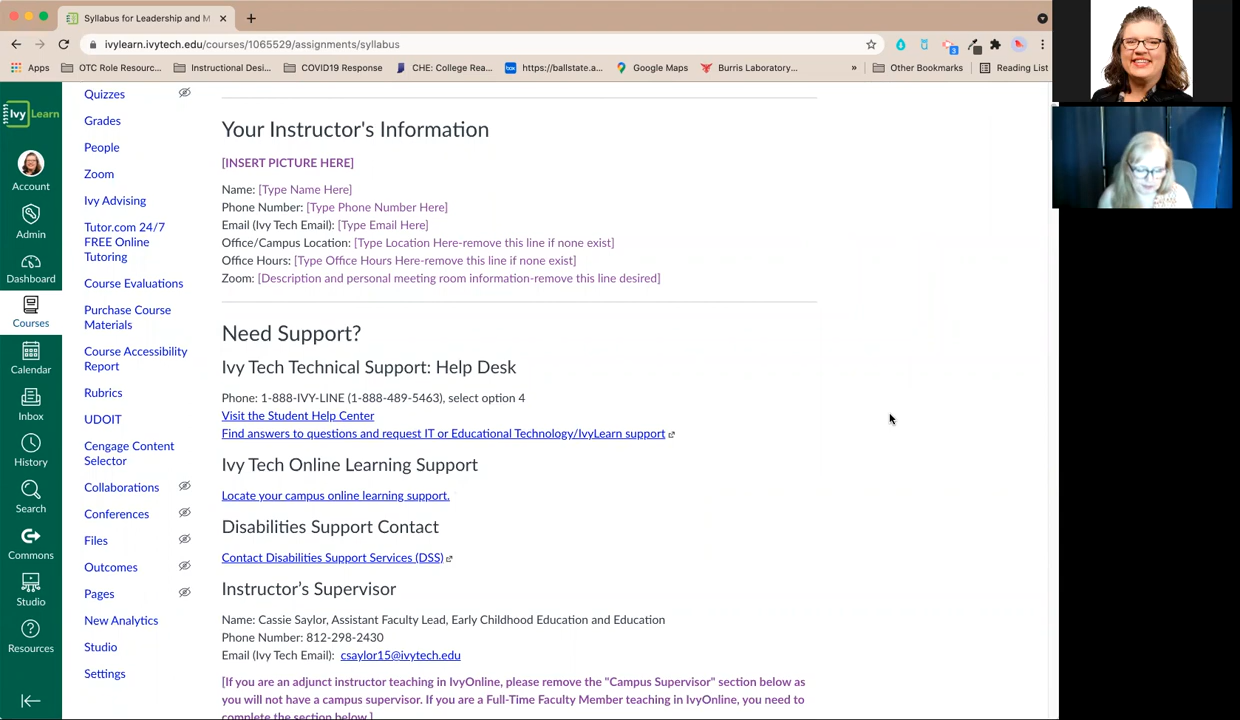 Syllabus for Leadership and M
ivylearn.ivytech.edu/courses/1065529/assignments/syllabus
3
Apps
OTC Role Resourc...
Instructional Desi...
COVID19 Response
CHE: College Rea...
https://ballstate.a...
Google Maps
Burris Laboratory...
»
Other Bookmarks
Reading List
Ivy Learn
Account
Admin
Dashboard
Courses
Calendar
Inbox
History
Search
Commons
Studio
Resources
Quizzes
Grades
People
Zoom
Ivy Advising
Tutor.com 24/7
FREE Online
Tutoring
Course Evaluations
Purchase Course
Materials
Course Accessibility
Report
Rubrics
UDOIT
Cengage Content
Selector
Collaborations
Conferences
Files
Outcomes
Pages
New Analytics
Studio
Settings
Your Instructor's Information
[INSERT PICTURE HERE]
Name: [Type Name Here]
Phone Number: [Type Phone Number Here]
Email (Ivy Tech Email): [Type Email Here]
Office/Campus Location: [Type Location Here-remove this line if none exist]
Office Hours: [Type Office Hours Here-remove this line if none exist]
Zoom: [Description and personal meeting room information-remove this line desired]
Need Support?
Ivy Tech Technical Support: Help Desk
Phone: 1-888-IVY-LINE (1-888-489-5463), select option 4
Visit the Student Help Center
Find answers to questions and request IT or Educational Technology/IvyLearn support
Ivy Tech Online Learning Support
Locate your campus online learning support.
Disabilities Support Contact
Contact Disabilities Support Services (DSS)
Instructor's Supervisor
Name: Cassie Saylor, Assistant Faculty Lead, Early Childhood Education and Education
Phone Number: 812-298-2430
Email (Ivy Tech Email): csaylor15@ivytech.edu
[If you are an adjunct instructor teaching in IvyOnline, please remove the "Campus Supervisor" section below as
you will not have a campus supervisor. If you are a Full-Time Faculty Member teaching in IvyOnline, you need to
complete the section below.]